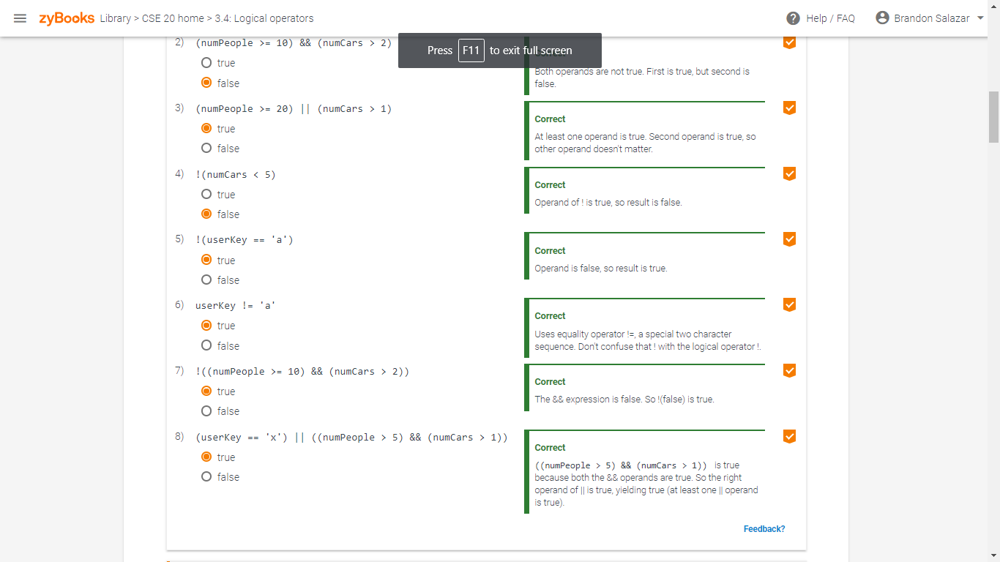 zyBooks Library > CSE 20 home > 3.4: Logical operators
Help / FAQ
Brandon Salazar
Press F11 to exit full screen
2) (numPeople >= 10) && (numCars > 2)
true
false
Both operands are not true. First is true, but second is
false.
3) (numPeople >= 20) || (numCars > 1)
true
false
Correct
At least one operand is true. Second operand is true, so
other operand doesn't matter.
4) !(numCars < 5)
true
false
Correct
Operand of ! is true, so result is false.
5) !(userKey == 'a')
true
false
Correct
Operand is false, so result is true.
6) userKey != 'a'
true
false
Correct
Uses equality operator !=, a special two character
sequence. Don't confuse that ! with the logical operator !.
7) !((numPeople >= 10) && (numCars > 2))
true
false
Correct
The && expression is false. So !(false) is true.
8) (userKey == 'x') || ((numPeople > 5) && (numCars > 1))
true
false
Correct
((numPeople > 5) && (numCars > 1)) is true
because both the && operands are true. So the right
operand of || is true, yielding true (at least one || operand
is true).
Feedback?